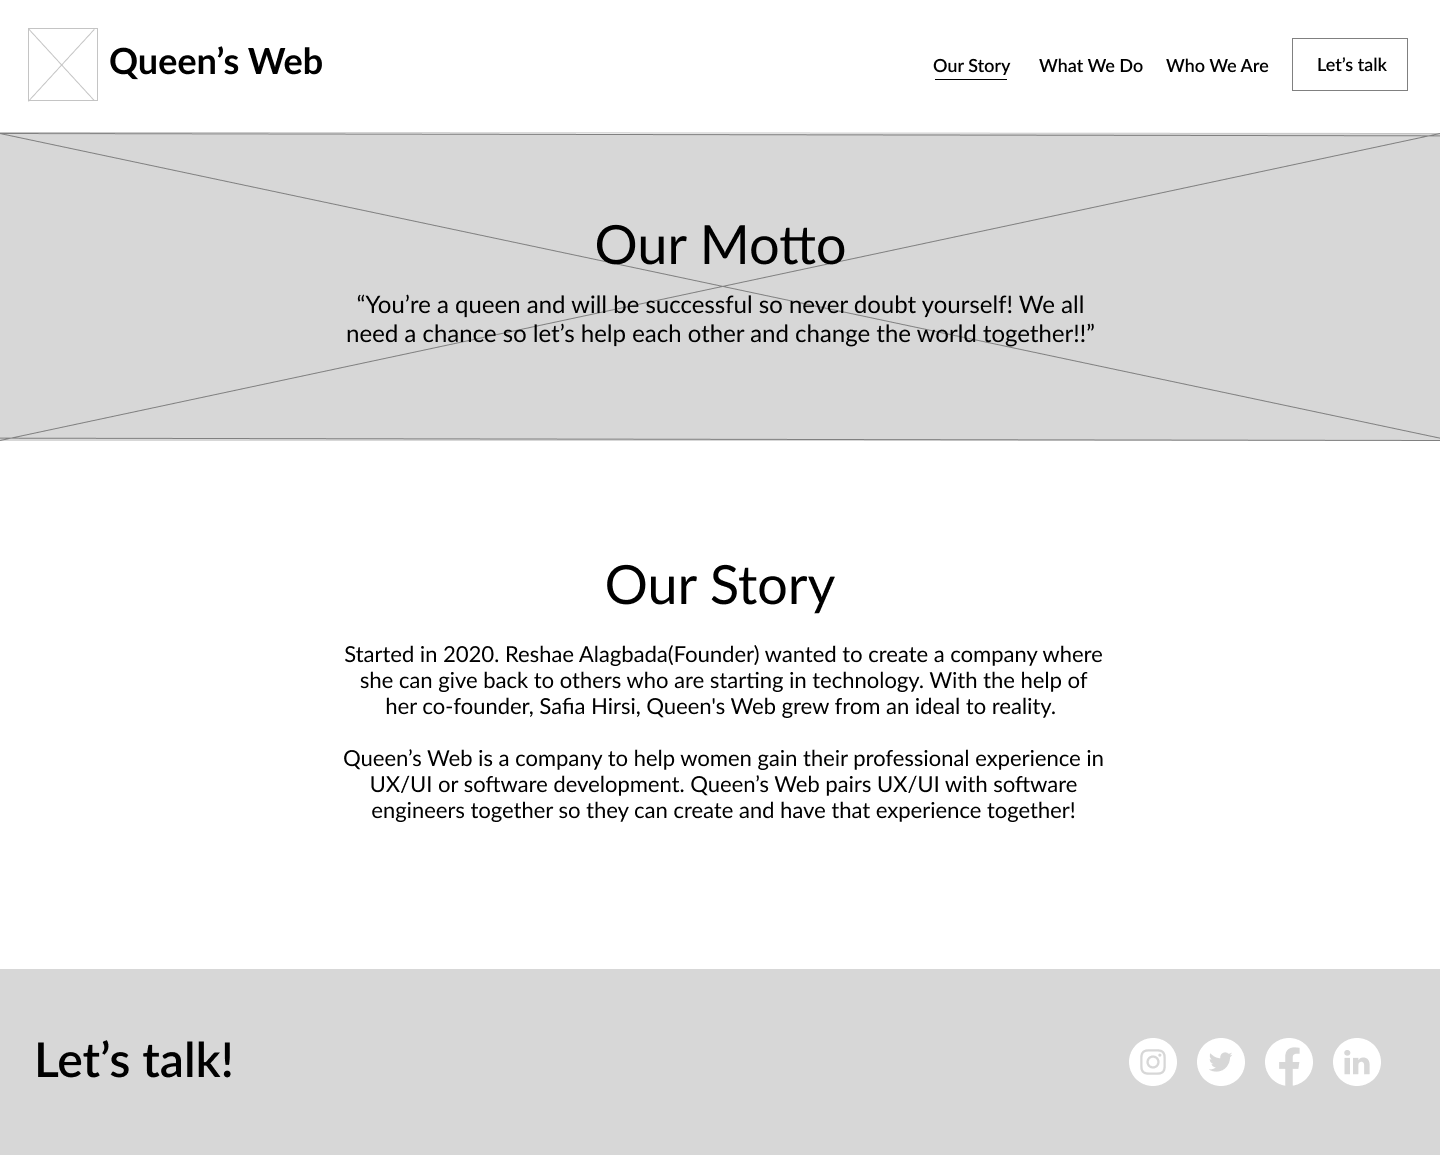 Queen’s Web
Our Story
What We Do
Who We Are
Let’s talk
Our Motto
“You’re a queen and will be successful so never doubt yourself! We all
need a chance so let’s help each other and change the world together!!”
Our Story
Started in 2020. Reshae Alagbada(Founder) wanted to create a company where
she can give back to others who are starting in technology. With the help of
her co-founder, Safia Hirsi, Queen's Web grew from an ideal to reality.
Queen’s Web is a company to help women gain their professional experience in
UX/UI or software development. Queen’s Web pairs UX/UI with software
engineers together so they can create and have that experience together!
Let’s talk!